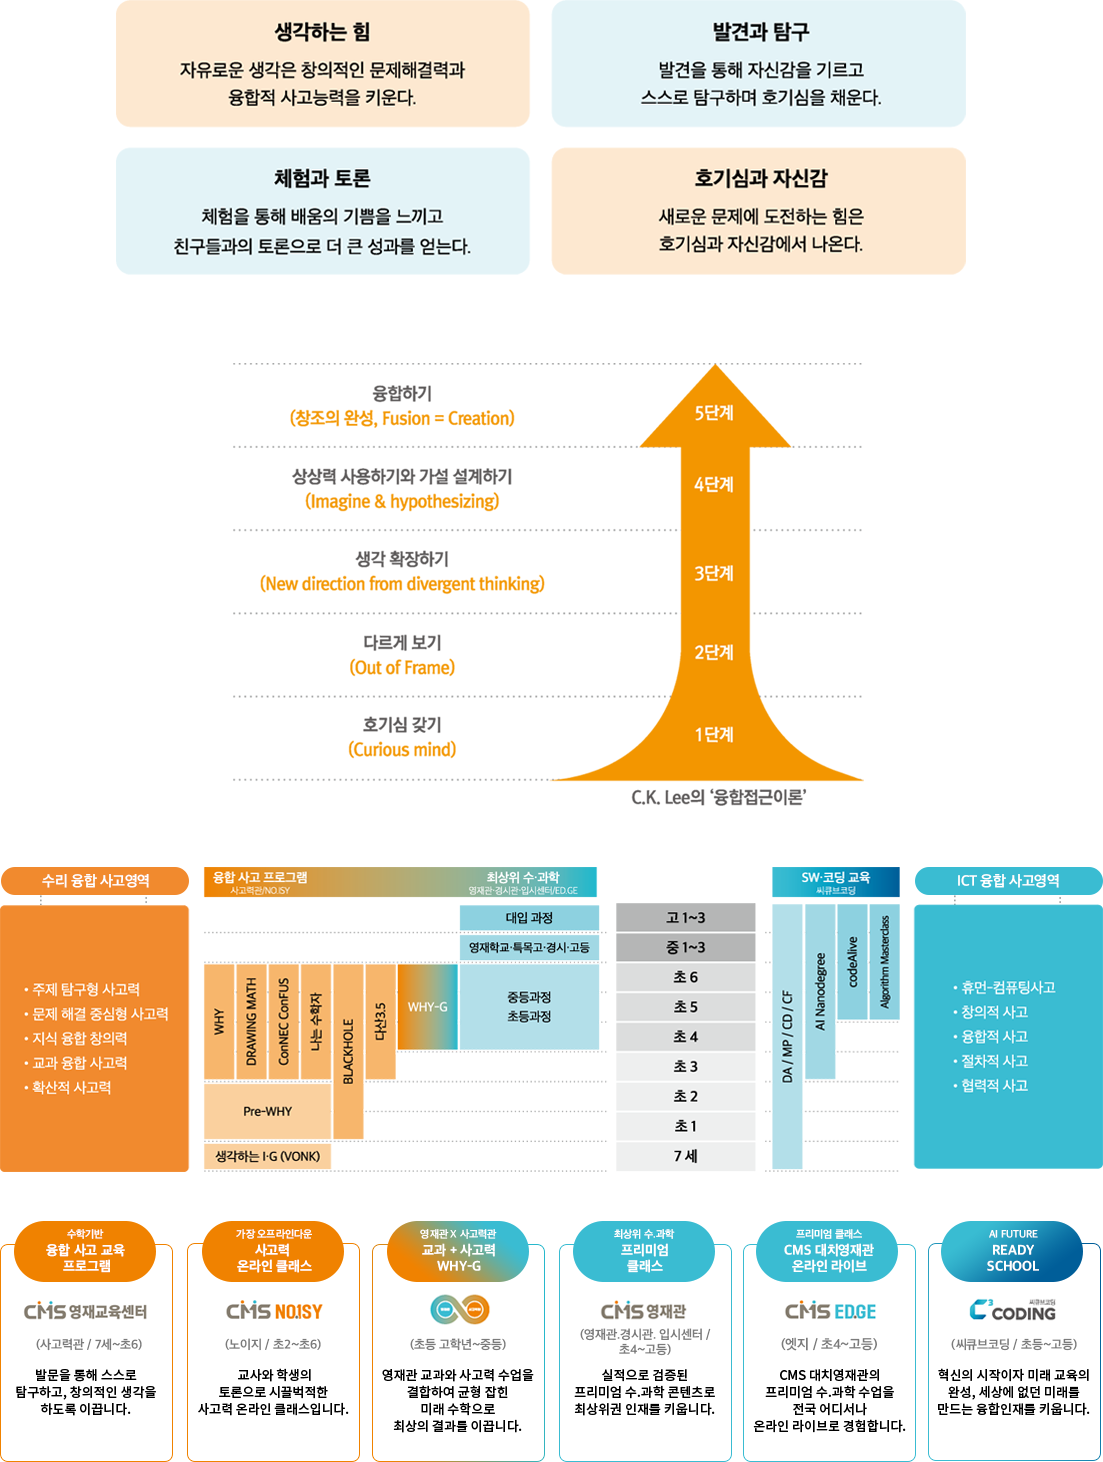 생각하는 힘
자유로운 생각은 창의적인 문제해결력과
융합적 사고능력을 키운다.
발견과 탐구
발견을 통해 자신감을 기르고
스스로 탐구하며 호기심을 채운다.
체험과 토론
체험을 통해 배움의 기쁨을 느끼고
친구들과의 토론으로 더 큰 성과를 얻는다.
호기심과 자신감
새로운 문제에 도전하는 힘은
호기심과 자신감에서 나온다.
융합하기
(창조의 완성, Fusion = Creation)
5단계
상상력 사용하기와 가설 설계하기
(Imagine & hypothesizing)
4단계
생각 확장하기
(New direction from divergent thinking)
3단계
다르게 보기
(Out of Frame)
2단계
호기심 갖기
(Curious mind)
1단계
C.K. Lee의 ‘융합접근이론’
수리 융합 사고영역
• 주제 탐구형 사고력
• 문제 해결 중심형 사고력
• 지식 융합 창의력
• 교과 융합 사고력
• 확산적 사고력
융합 사고 프로그램
사고력관/NO.ISY
최상위 수·과학
영재관·경시관·입시센터/ED.GE
대입 과정
영재학교·특목고·경시·고등
중등과정
초등과정
WHY
DRAWING MATH
ConNEC ConFUS
나는 수학자
BLACKHOLE
다산3.5
WHY-G
Pre-WHY
생각하는 I·G (VONK)
고 1~3
중 1~3
초 6
초 5
초 4
초 3
초 2
초 1
7 세
SW·코딩 교육
씨큐브코딩
DA / MP / CD / CF
AI Nanodegree
codeAlive
Algorithm Masterclass
ICT 융합 사고영역
• 휴먼-컴퓨팅사고
• 창의적 사고
• 융합적 사고
• 절차적 사고
• 협력적 사고
수학기반
융합 사고 교육
프로그램
CMS 영재교육센터
(사고력관 / 7세~초6)
발문을 통해 스스로
탐구하고, 창의적인 생각을
하도록 이끕니다.
가장 오프라인다운
사고력
온라인 클래스
CMS NO.1SY
(노이지 / 초2~초6)
교사와 학생의
토론으로 시끌벅적한
사고력 온라인 클래스입니다.
영재관 X 사고력관
교과 + 사고력
WHY-G
(초등 고학년~중등)
영재관 교과와 사고력 수업을
결합하여 균형 잡힌
미래 수학으로
최상의 결과를 이끕니다.
최상위 수.과학
프리미엄
클래스
CMS 영재관
(영재관.경시관. 입시센터 /
초4~고등)
실적으로 검증된
프리미엄 수.과학 콘텐츠로
최상위권 인재를 키웁니다.
프리미엄 클래스
CMS 대치영재관
온라인 라이브
CMS ED.GE
(엣지 / 초4~고등)
CMS 대치영재관의
프리미엄 수.과학 수업을
전국 어디서나
온라인 라이브로 경험합니다.
AI FUTURE
READY
SCHOOL
씨큐브코딩
C3 CODING
(씨큐브코딩 / 초등~고등)
혁신의 시작이자 미래 교육의
완성, 세상에 없던 미래를
만드는 융합인재를 키웁니다.